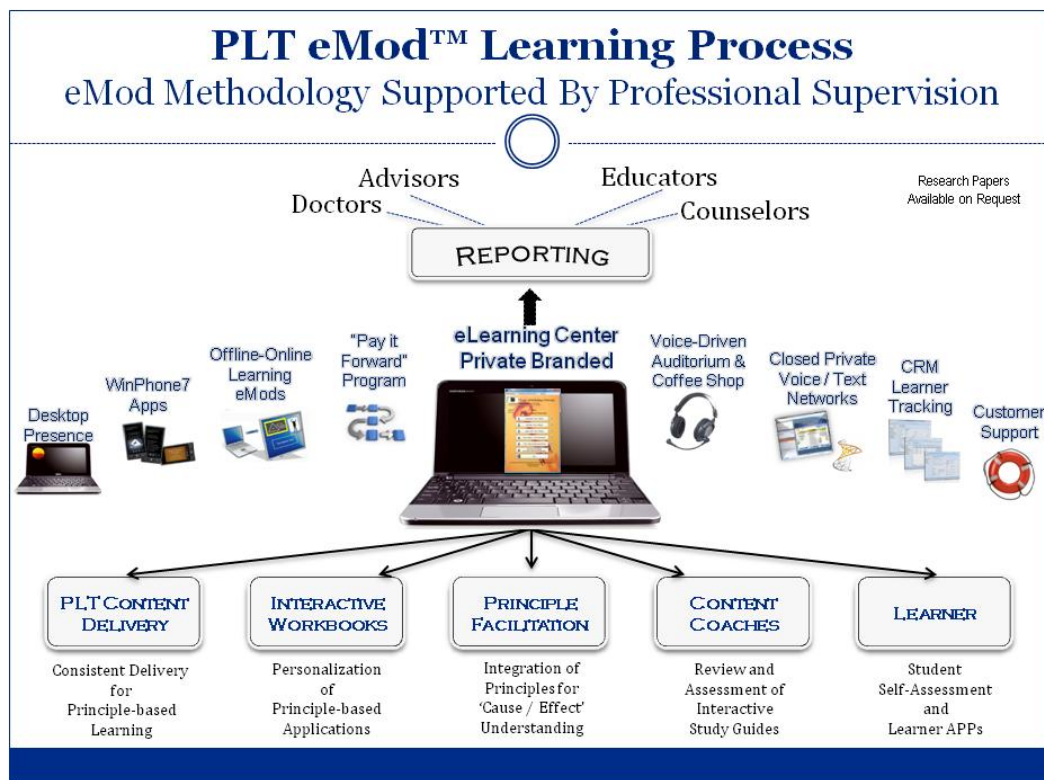 PLT eMod™ Learning Process
eMod Methodology Supported By Professional Supervision
Advisors
Educators
Doctors
Counselors
Research Papers
Available on Request
REPORTING
eLearning Center
Private Branded
Desktop
Presence
WinPhone7
Apps
Offline-Online
Learning
eMods
"Pay it
Forward"
Program
Voice-Driven
Auditorium &
Coffee Shop
Closed Private
Voice / Text
Networks
CRM
Learner
Tracking
Customer
Support
PLT CONTENT
DELIVERY
Consistent Delivery
for
Principle-based
Learning
INTERACTIVE
WORKBOOKS
Personalization
of
Principle-based
Applications
PRINCIPLE
FACILITATION
Integration of
Principles for
'Cause / Effect'
Understanding
CONTENT
COACHES
Review and
Assessment of
Interactive
Study Guides
LEARNER
Student
Self-Assessment
and
Learner APPs